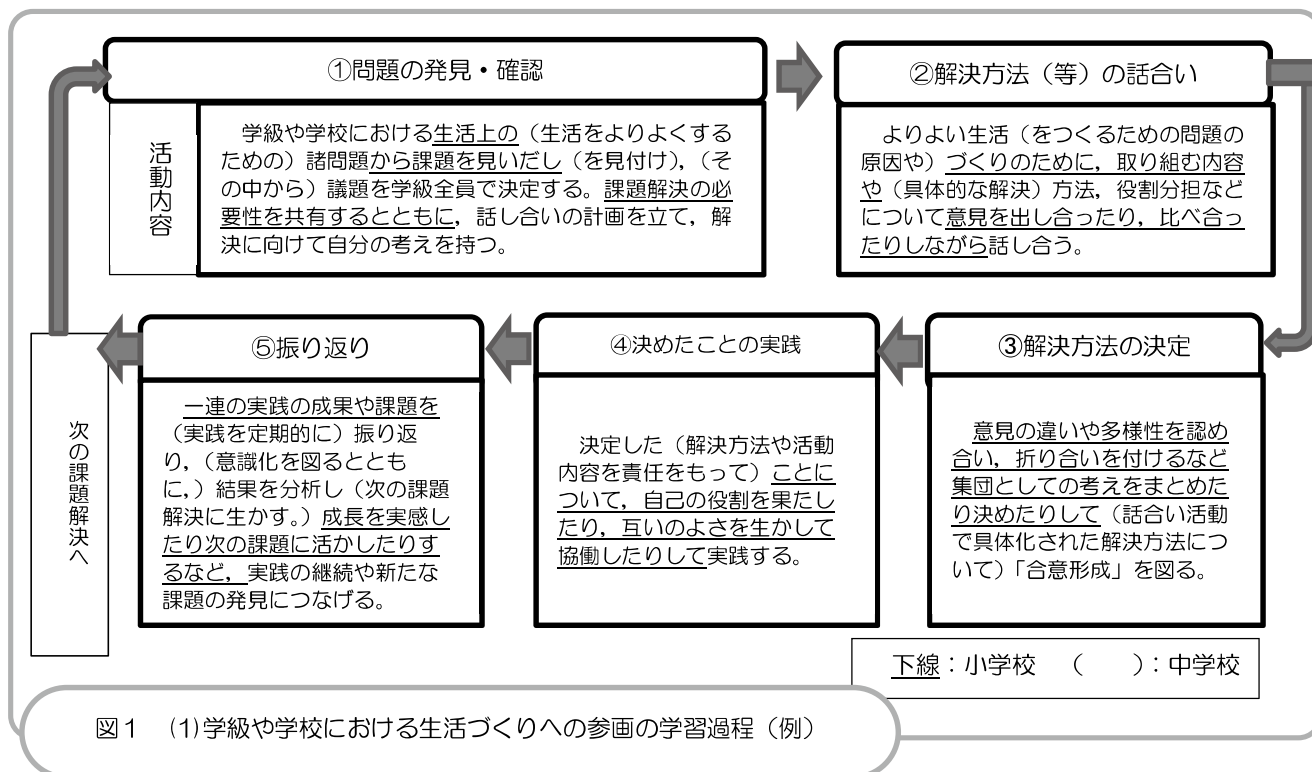 ①問題の発見・確認
活動内容
学級や学校における生活上の（生活をよりよくする
ための）諸問題から課題を見いだし（を見付け），（そ
の中から）議題を学級全員で決定する。課題解決の必
要性を共有するとともに，話し合いの計画を立て，解
決に向けて自分の考えを持つ。
②解決方法（等）の話合い
よりよい生活（をつくるための問題の
原因や）づくりのために，取り組む内容
や（具体的な解決）方法，役割分担など
について意見を出し合ったり，比べ合っ
たりしながら話し合う。
③解決方法の決定
意見の違いや多様性を認め
合い，折り合いを付けるなど
集団としての考えをまとめた
り決めたりして（話合い活動
で具体化された解決方法につ
いて）「合意形成」を図る。
④決めたことの実践
決定した（解決方法や活動
内容を責任をもって）ことに
ついて，自己の役割を果たし
たり，互いのよさを生かして
協働したりして実践する。
⑤振り返り
一連の実践の成果や課題を
（実践を定期的に）振り返
り，（意識化を図るととも
に，）結果を分析し（次の課題
解決に生かす。）成長を実感し
たり次の課題に活かしたりす
るなど，実践の継続や新たな
課題の発見につなげる。
次の課題解決へ
下線：小学校　（　　）：中学校
図１　(1)学級や学校における生活づくりへの参画の学習過程（例）